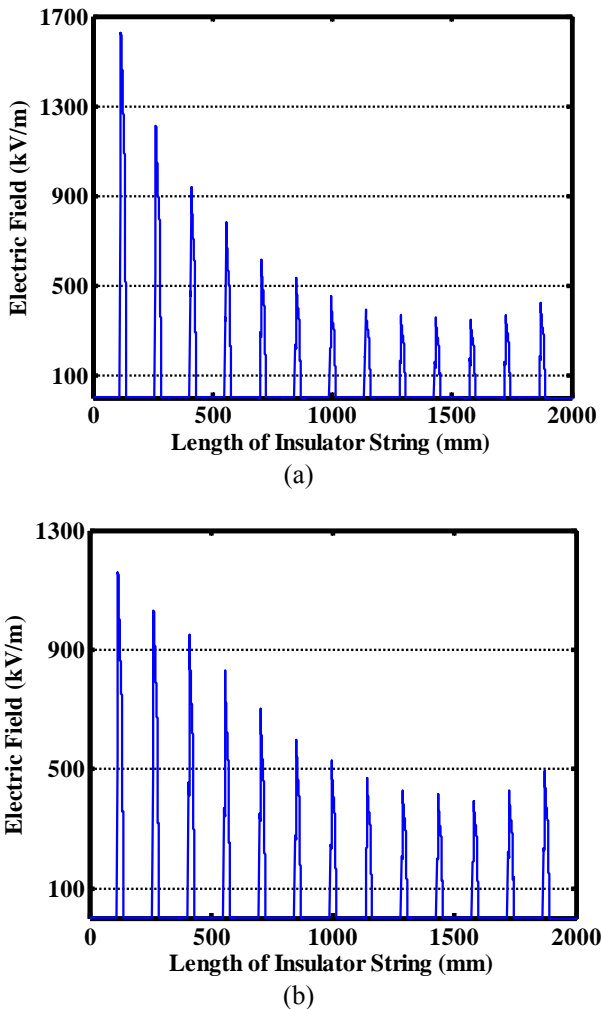 1700
1300
900
500
100
Electric Field (kV/m)
0 500 1000 1500 2000
Length of Insulator String (mm)
(a)
1300
900
500
100
Electric Field (kV/m)
0 500 1000 1500 2000
Length of Insulator String (mm)
(b)